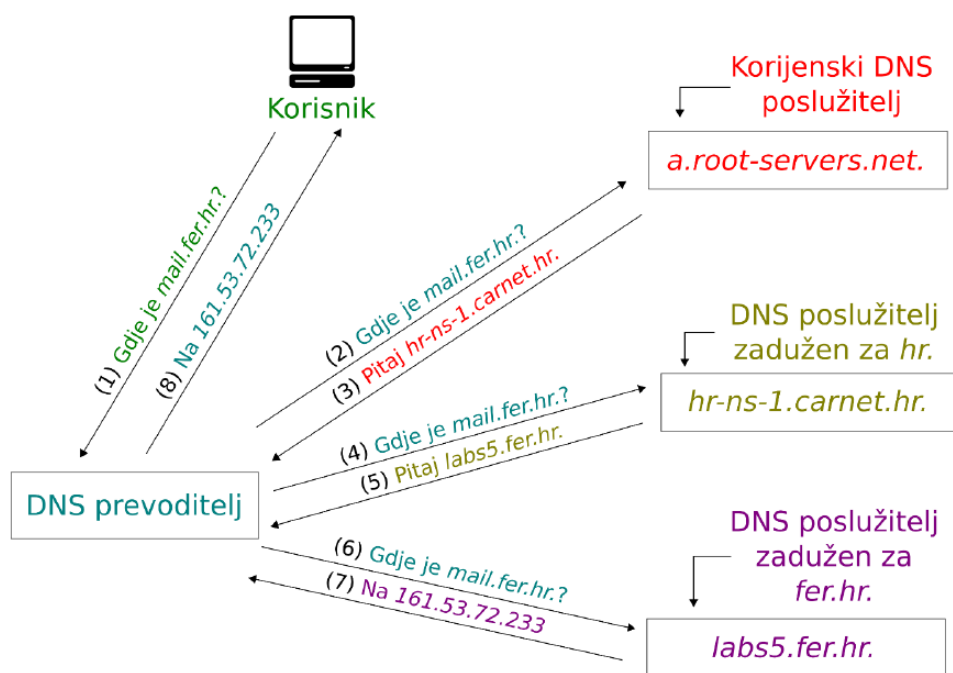 Korisnik
Korijenski DNS
poslužitelj
a.root-servers.net.
(1) Gdje je mail.fer.hr.?
(8) Na 161.53.72.233
(2) Gdje je mail.fer.hr.?
(3) Pitaj hr-ns-1.carnet.hr.
DNS poslužitelj
zadužen za hr.
hr-ns-1.carnet.hr.
(4) Gdje je mail.fer.hr.?
(5) Pitaj labs5.fer.hr.
DNS prevoditelj
(6) Gdje je mail.fer.hr.?
(7) Na 161.53.72.233
DNS poslužitelj
zadužen za
fer.hr.
labs5.fer.hr.